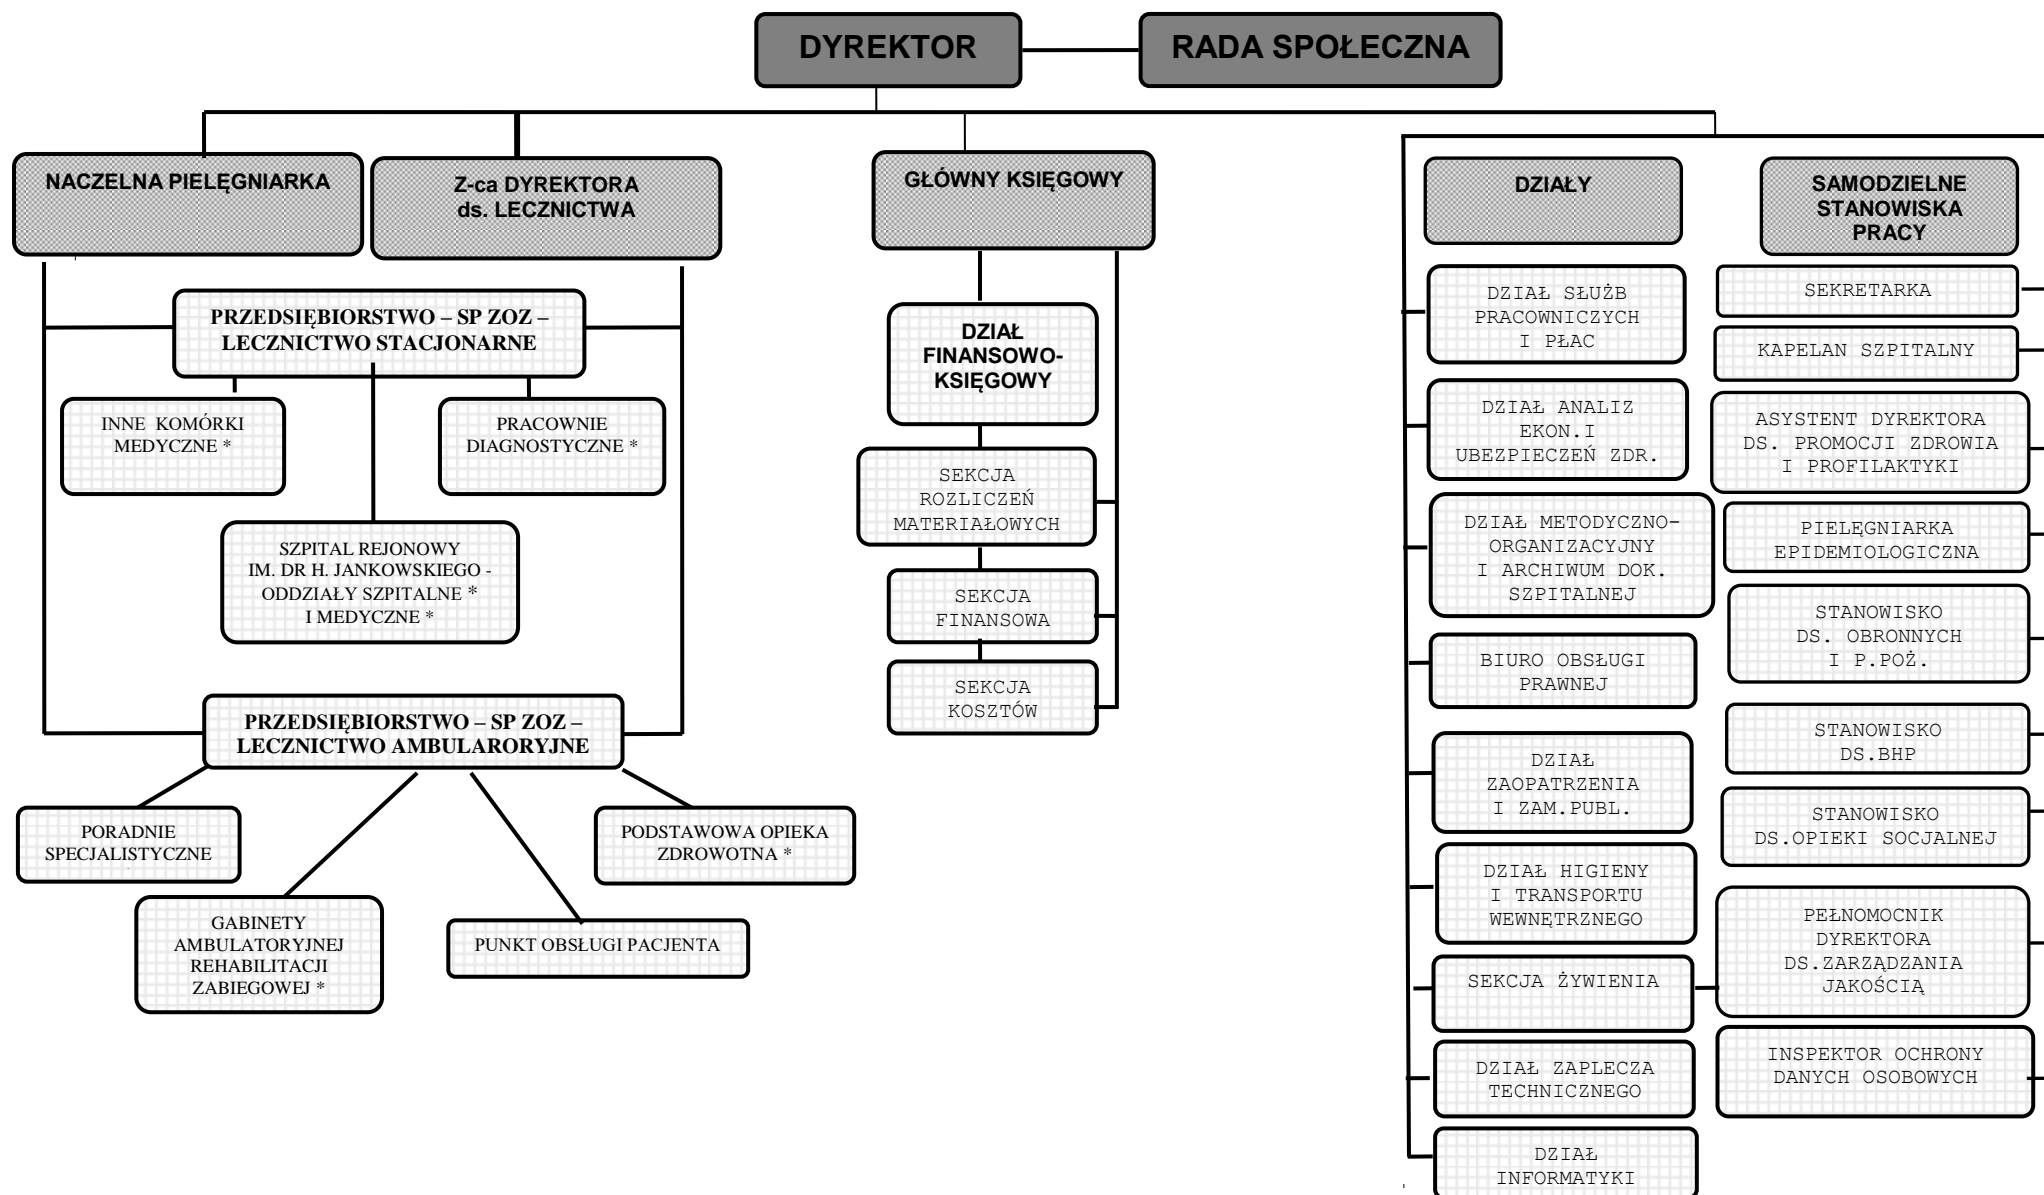 DYREKTOR
RADA SPOŁECZNA
NACZELNA PIELĘGNIARKA
Z-ca DYREKTORA
ds. LECZNICTWA
GŁÓWNY KSIĘGOWY
DZIAŁY
SAMODZIELNE
STANOWISKA
PRACY
PRZEDSIĘBIORSTWO – SP ZOZ –
LECZNICTWO STACJONARNE
INNE KOMÓRKI
MEDYCZNE *
PRACOWNIE
DIAGNOSTYCZNE *
SZPITAL REJONOWY
IM. DR H. JANKOWSKIEGO -
ODDZIAŁY SZPITALNE *
I MEDYCZNE *
PRZEDSIĘBIORSTWO – SP ZOZ –
LECZNICTWO AMBULARORYJNE
PORADNIE
SPECJALISTYCZNE
GABINETY
AMBULATORYJNEJ
REHABILITACJI
ZABIEGOWEJ *
PUNKT OBSŁUGI PACJENTA
PODSTAWOWA OPIEKA
ZDROWOTNA *
DZIAŁ
FINANSOWO-
KSIĘGOWY
SEKCJA
ROZLICZEŃ
MATERIAŁOWYCH
SEKCJA
FINANSOWA
SEKCJA
KOSZTÓW
DZIAŁ SŁUŻB
PRACOWNICZYCH
I PŁAC
DZIAŁ ANALIZ
EKON.I
UBEZPIECZEŃ ZDR.
DZIAŁ METODYCZNO-
ORGANIZACYJNY
I ARCHIWUM DOK.
SZPITALNEJ
BIURO OBSŁUGI
PRAWNEJ
DZIAŁ
ZAOPATRZENIA
I ZAM.PUBL.
DZIAŁ HIGIENY
I TRANSPORTU
WEWNĘTRZNEGO
SEKCJA ŻYWIENIA
DZIAŁ ZAPLECZA
TECHNICZNEGO
DZIAŁ
INFORMATYKI
SEKRETARKA
KAPELAN SZPITALNY
ASYSTENT DYREKTORA
DS. PROMOCJI ZDROWIA
I PROFILAKTYKI
PIELĘGNIARKA
EPIDEMIOLOGICZNA
STANOWISKO
DS. OBRONNYCH
I P.POŻ.
STANOWISKO
DS.BHP
STANOWISKO
DS.OPIEKI SOCJALNEJ
PEŁNOMOCNIK
DYREKTORA
DS.ZARZĄDZANIA
JAKOŚCIĄ
INSPEKTOR OCHRONY
DANYCH OSOBOWYCH